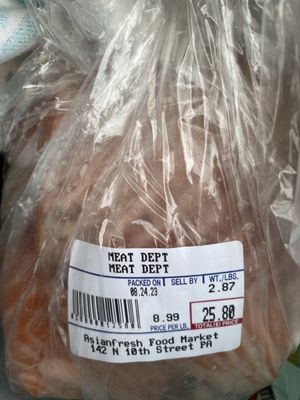 MEAT DEPT
MEAT DEPT
PACKED ON SELL BY WT./LBS.
08.24.23 2.87
8.99 25.80
PRICE PER LB. TOTAL($) PRICE
Asianfresh Food Market
142 N 10th Street PA